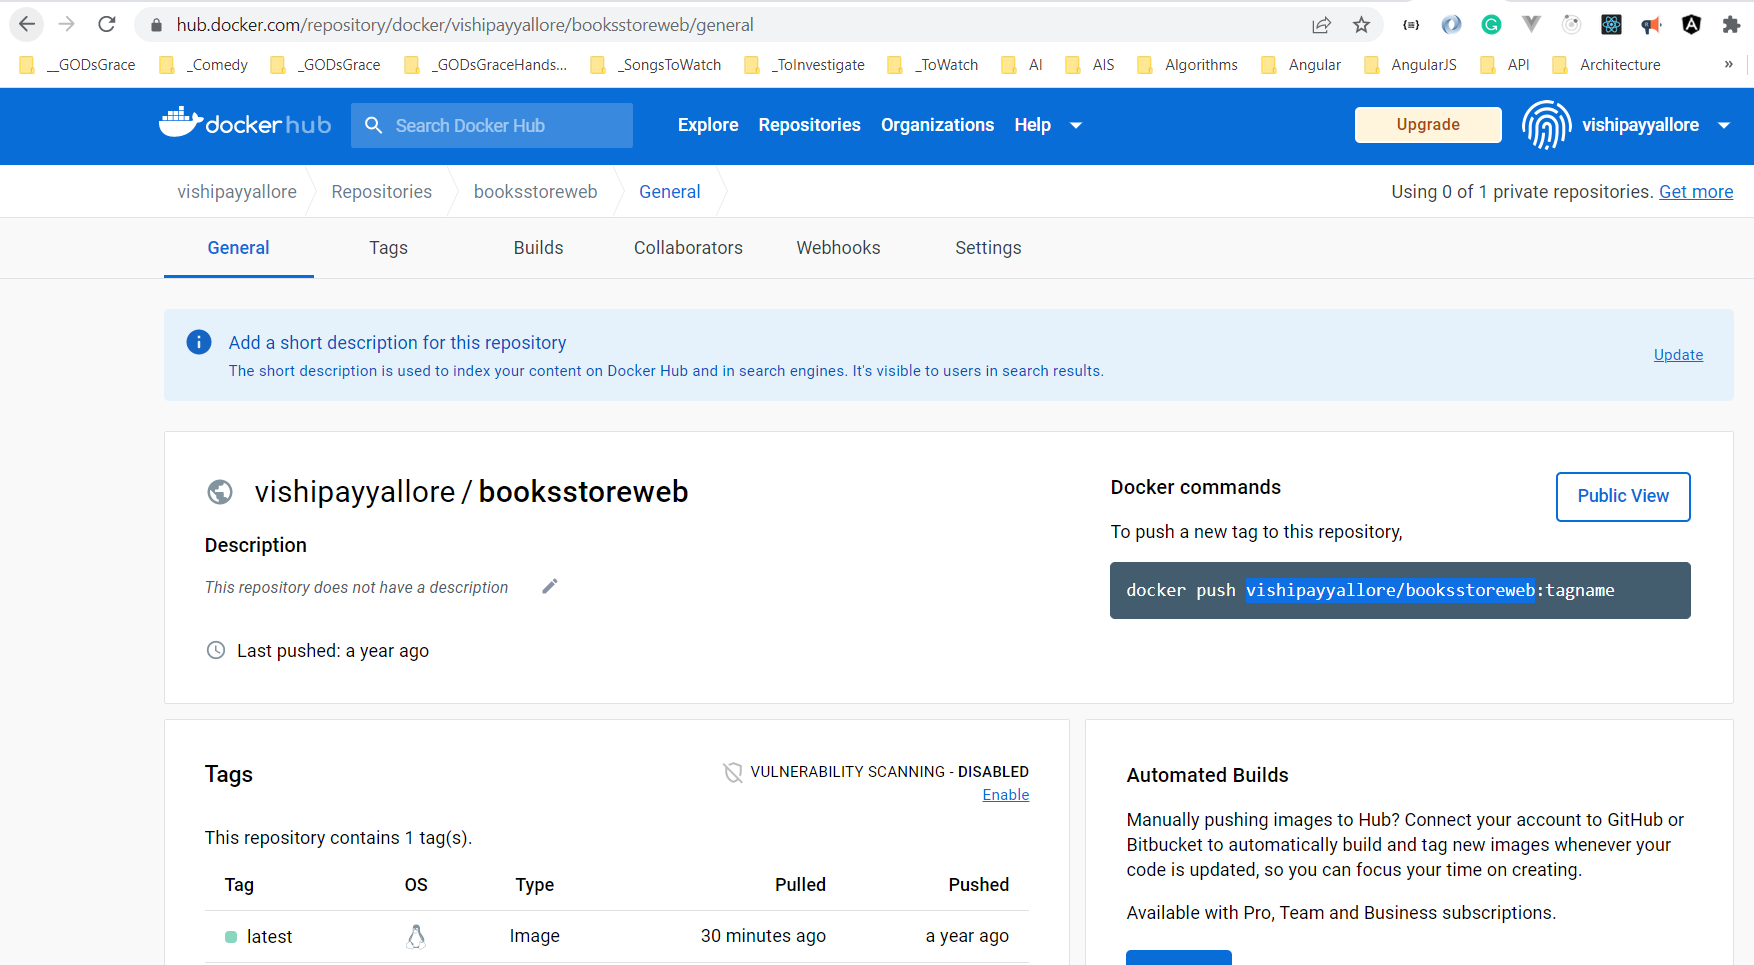 hub.docker.com/repository/docker/vishipayyallore/booksstoreweb/general
__GODsGrace _Comedy _GODsGrace _GODsGraceHands... _SongsToWatch _ToInvestigate _ToWatch AI AIS Algorithms Angular AngularJS API Architecture »
docker hub Search Docker Hub Explore Repositories Organizations Help Upgrade vishipayyallore
vishipayyallore Repositories booksstoreweb General Using 0 of 1 private repositories. Get more
General Tags Builds Collaborators Webhooks Settings
Add a short description for this repository
The short description is used to index your content on Docker Hub and in search engines. It's visible to users in search results.
Update
vishipayyallore / booksstoreweb
Description
This repository does not have a description
Last pushed: a year ago
Docker commands
Public View
To push a new tag to this repository,
docker push vishipayyallore/booksstoreweb:tagname
Tags
VULNERABILITY SCANNING - DISABLED
Enable
This repository contains 1 tag(s).
Tag OS Type Pulled Pushed
latest Image 30 minutes ago a year ago
Automated Builds
Manually pushing images to Hub? Connect your account to GitHub or
Bitbucket to automatically build and tag new images whenever your
code is updated, so you can focus your time on creating.
Available with Pro, Team and Business subscriptions.